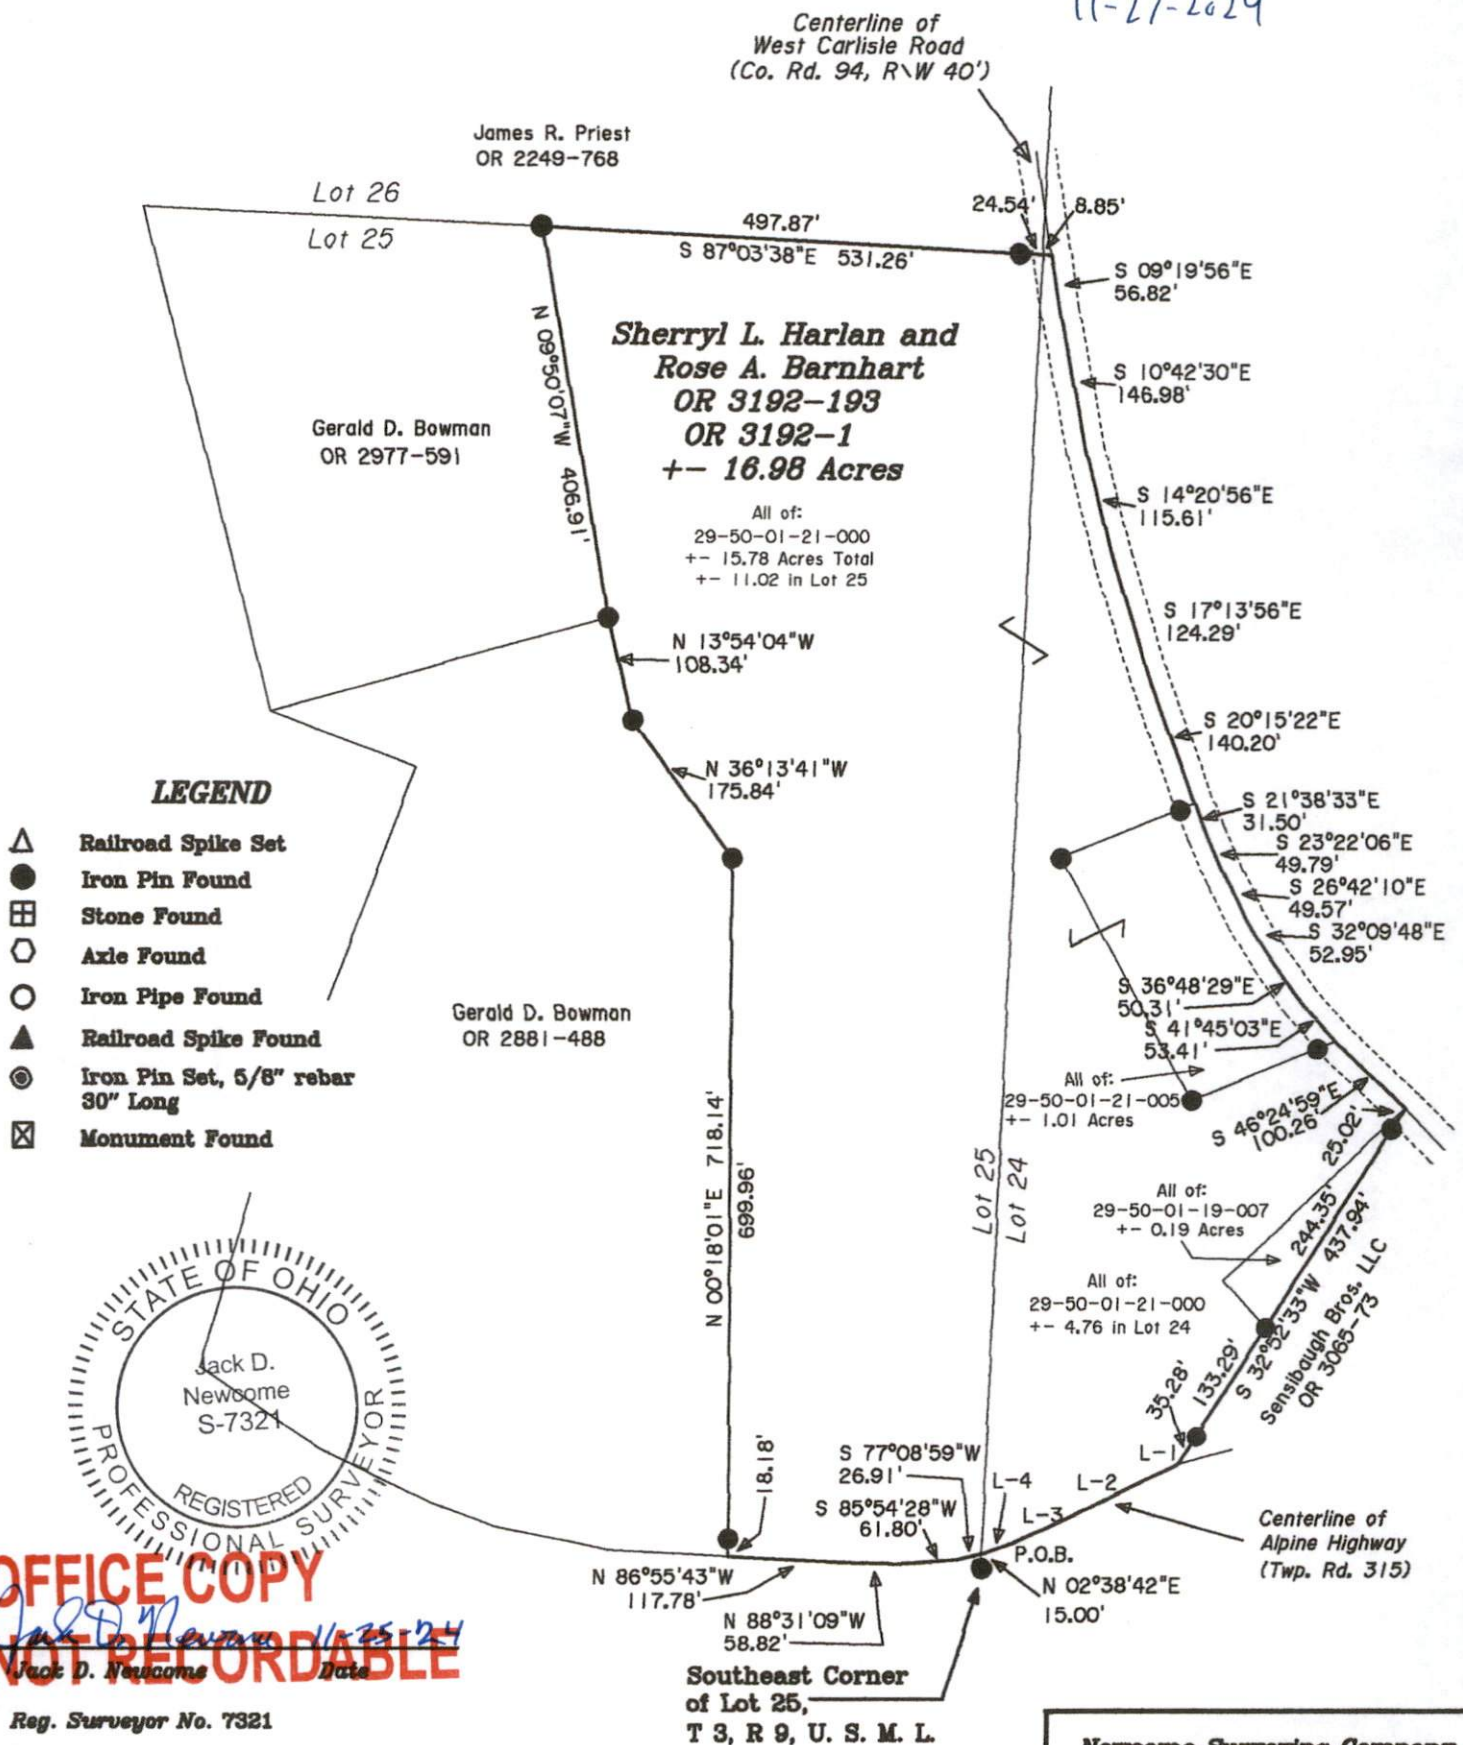 11-27-2024
Centerline of
West Carlisle Road
(Co. Rd. 94, R\W 40')
James R. Priest
OR 2249-768
Lot 26
Lot 25
497.87'
S 87°03'38"E 531.26'
24.54'
8.85'
S 09°19'56"E
56.82'
N 09°50'07"W 406.91'
Sherryl L. Harlan and
Rose A. Barnhart
OR 3192-193
OR 3192-1
+- 16.98 Acres
S 10°42'30"E
146.98'
Gerald D. Bowman
OR 2977-591
All of:
29-50-01-21-000
+- 15.78 Acres Total
+- 11.02 in Lot 25
S 14°20'56"E
115.61'
S 17°13'56"E
124.29'
N 13°54'04"W
108.34'
S 20°15'22"E
140.20'
N 36°13'41"W
175.84'
S 21°38'33"E
31.50'
S 23°22'06"E
49.79'
S 26°42'10"E
49.57'
S 32°09'48"E
52.95'
LEGEND
Railroad Spike Set
Iron Pin Found
Stone Found
Axle Found
Iron Pipe Found
Railroad Spike Found
Iron Pin Set, 5/8" rebar
30" Long
Monument Found
S 36°48'29"E
50.31'
S 41°45'03"E
53.41'
Gerald D. Bowman
OR 2881-488
All of:
29-50-01-21-005
+- 1.01 Acres
S 46°24'59"E
100.26'
25.02'
N 00°18'01"E 718.14'
699.96'
Lot 25
Lot 24
All of:
29-50-01-19-007
+- 0.19 Acres
244.35'
S 32°52'33"W 437.94'
Sensibaugh Bros. LLC
OR 3065-73
All of:
29-50-01-21-000
+- 4.76 in Lot 24
133.29'
35.28'
STATE OF OHIO
Jack D.
Newcome
S-7321
REGISTERED
PROFESSIONAL SURVEYOR
18.18'
S 77°08'59"W
26.91'
S 85°54'28"W
61.80'
L-1
L-2
L-3
L-4
P.O.B.
Centerline of
Alpine Highway
(Twp. Rd. 315)
N 86°55'43"W
117.78'
N 88°31'09"W
58.82'
N 02°38'42"E
15.00'
OFFICE COPY
Jack D. Newcome 11-25-24
NOT RECORDABLE
Jack D. Newcome Date
Reg. Surveyor No. 7321
Southeast Corner
of Lot 25,
T 3, R 9, U. S. M. L.
Newcome Surveying Company